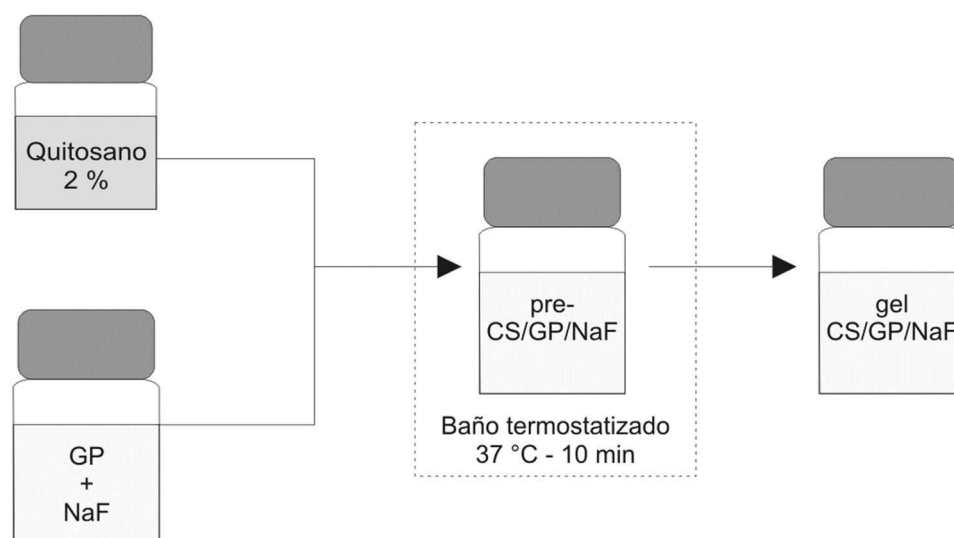 Quitosano
2 %
GP
+
NaF
pre-
CS/GP/NaF
Baño termostatizado
37 °C - 10 min
gel
CS/GP/NaF